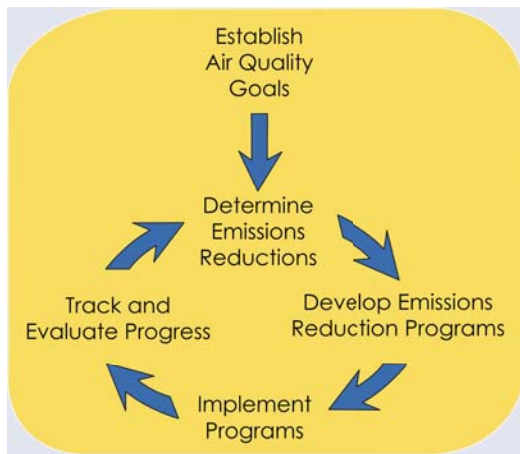 Establish
Air Quality
Goals
Determine
Emissions
Reductions
Develop Emissions
Reduction Programs
Implement
Programs
Track and
Evaluate Progress